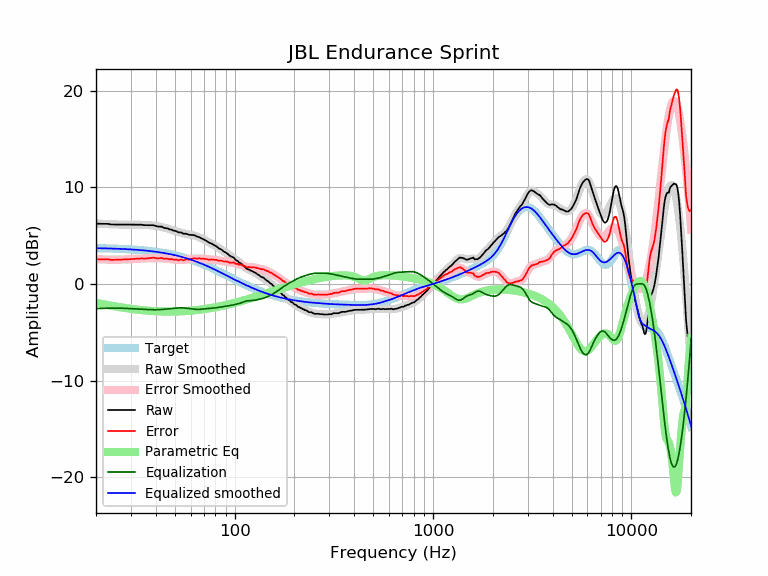 JBL Endurance Sprint
Amplitude (dBr)
20
10
0
−10
−20
Target
Raw Smoothed
Error Smoothed
Raw
Error
Parametric Eq
Equalization
Equalized smoothed
100
1000
10000
Frequency (Hz)